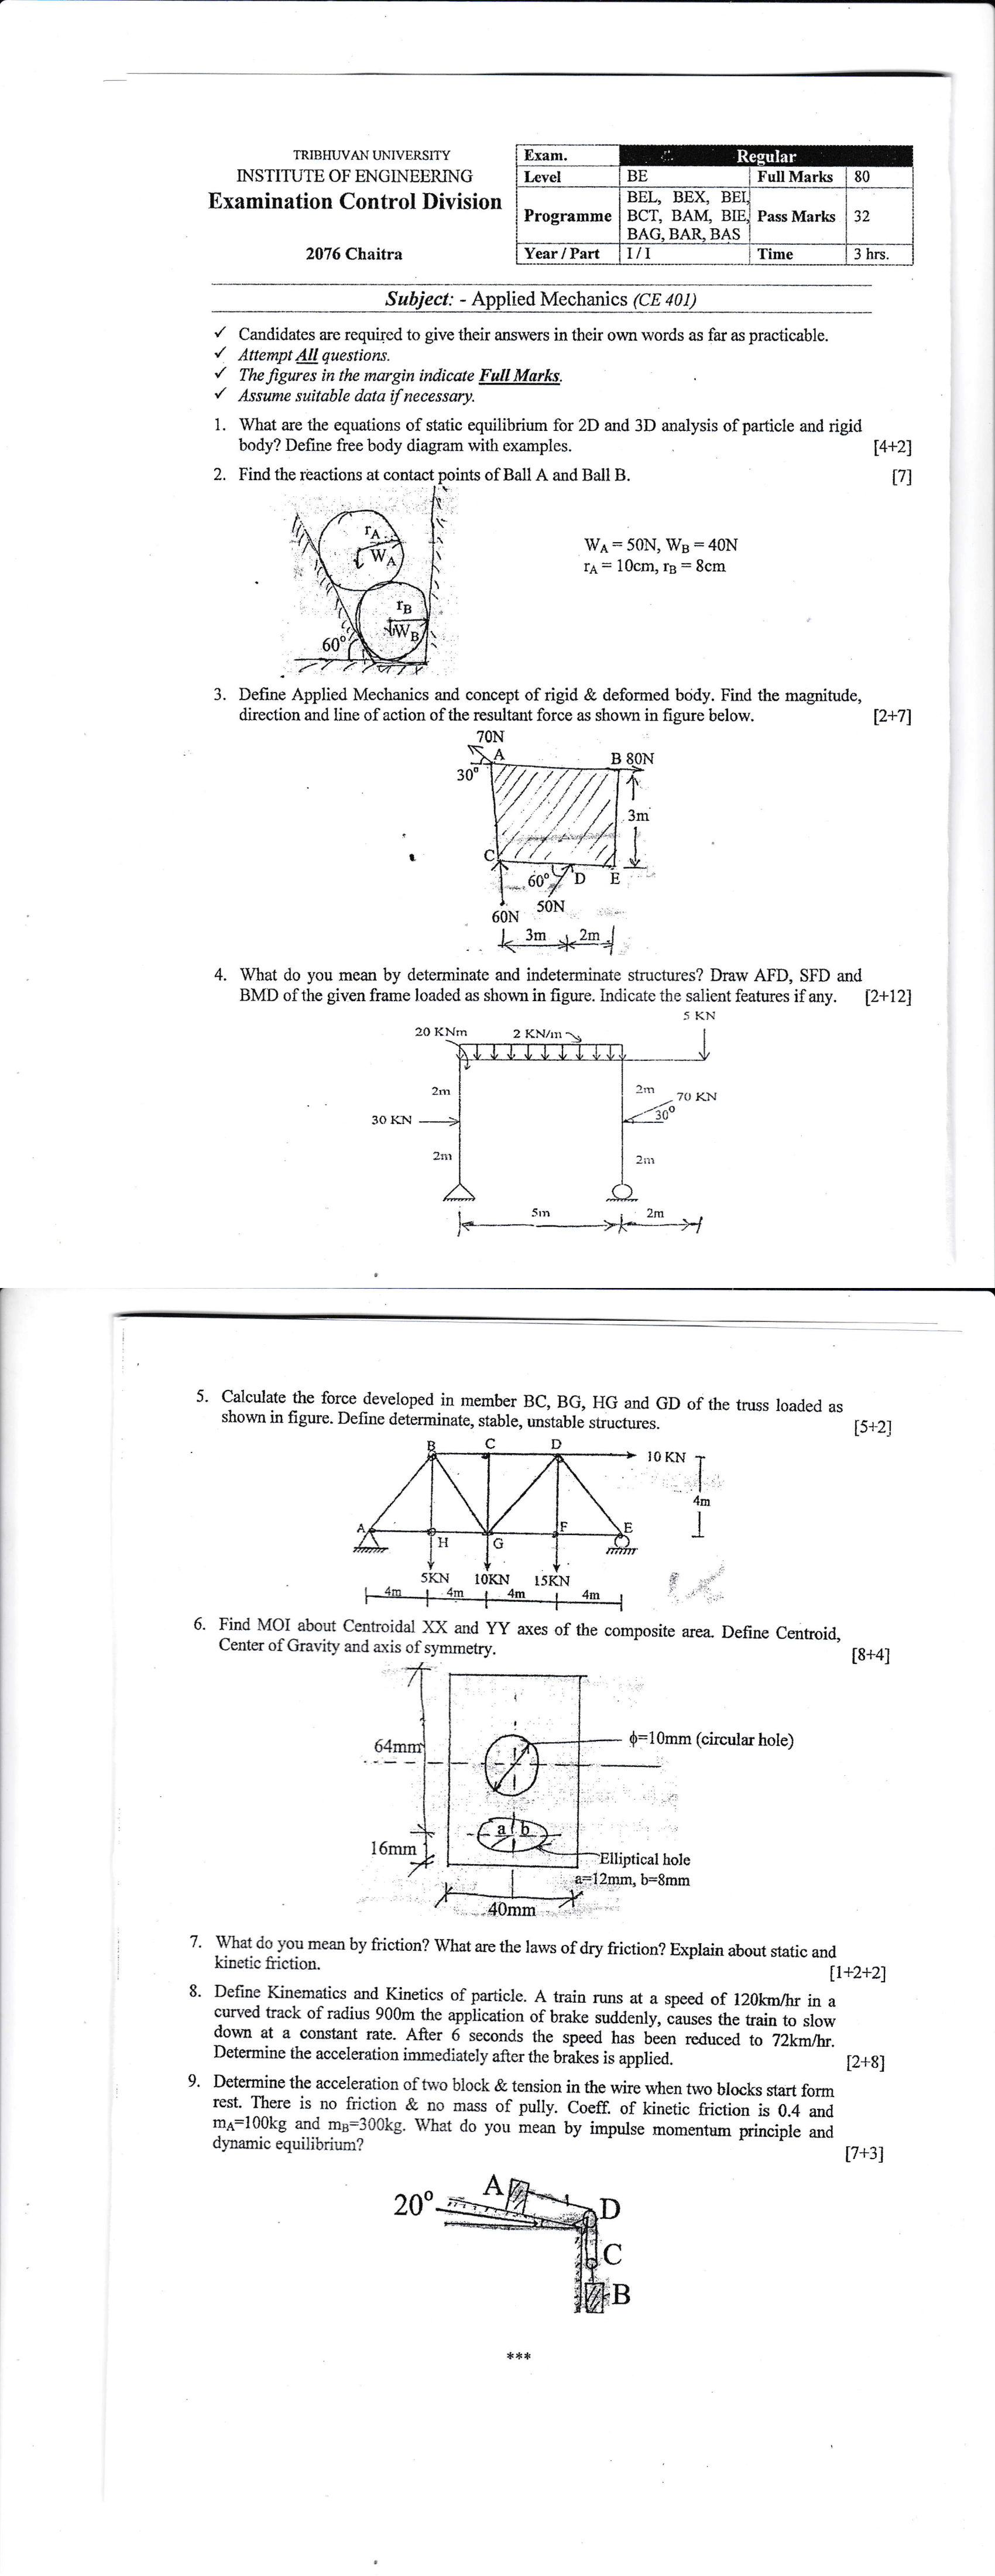 TRIBHUVAN UNIVERSITY
INSTITUTE OF ENGINEERING
Examination Control Division
2076 Chaitra
Exam. Regular
Level BE Full Marks 80
Programme BEL, BEX, BEI, BCT, BAM, BIE, BAG, BAR, BAS Pass Marks 32
Year / Part I / I Time 3 hrs.
Subject: - Applied Mechanics (CE 401)
✓ Candidates are required to give their answers in their own words as far as practicable.
✓ Attempt All questions.
✓ The figures in the margin indicate Full Marks.
✓ Assume suitable data if necessary.
1. What are the equations of static equilibrium for 2D and 3D analysis of particle and rigid
body? Define free body diagram with examples. [4+2]
2. Find the reactions at contact points of Ball A and Ball B. [7]
rA
WA
rB
WB
60°
WA = 50N, WB = 40N
rA = 10cm, rB = 8cm
3. Define Applied Mechanics and concept of rigid & deformed body. Find the magnitude,
direction and line of action of the resultant force as shown in figure below. [2+7]
70N
A
B 80N
30°
3m
C
60°
D
E
50N
60N
3m
2m
4. What do you mean by determinate and indeterminate structures? Draw AFD, SFD and
BMD of the given frame loaded as shown in figure. Indicate the salient features if any. [2+12]
5 KN
20 KNm
2 KN/m
2m
2m
70 KN
30 KN
30°
2m
2m
5m
2m
5. Calculate the force developed in member BC, BG, HG and GD of the truss loaded as
shown in figure. Define determinate, stable, unstable structures. [5+2]
B
C
D
10 KN
4m
A
H
G
F
E
5KN
10KN
15KN
4m
4m
4m
4m
6. Find MOI about Centroidal XX and YY axes of the composite area. Define Centroid,
Center of Gravity and axis of symmetry. [8+4]
64mm
ϕ=10mm (circular hole)
a
b
16mm
Elliptical hole
a=12mm, b=8mm
40mm
7. What do you mean by friction? What are the laws of dry friction? Explain about static and
kinetic friction. [1+2+2]
8. Define Kinematics and Kinetics of particle. A train runs at a speed of 120km/hr in a
curved track of radius 900m the application of brake suddenly, causes the train to slow
down at a constant rate. After 6 seconds the speed has been reduced to 72km/hr.
Determine the acceleration immediately after the brakes is applied. [2+8]
9. Determine the acceleration of two block & tension in the wire when two blocks start form
rest. There is no friction & no mass of pully. Coeff. of kinetic friction is 0.4 and
mA=100kg and mB=300kg. What do you mean by impulse momentum principle and
dynamic equilibrium? [7+3]
20°
A
D
C
B
***